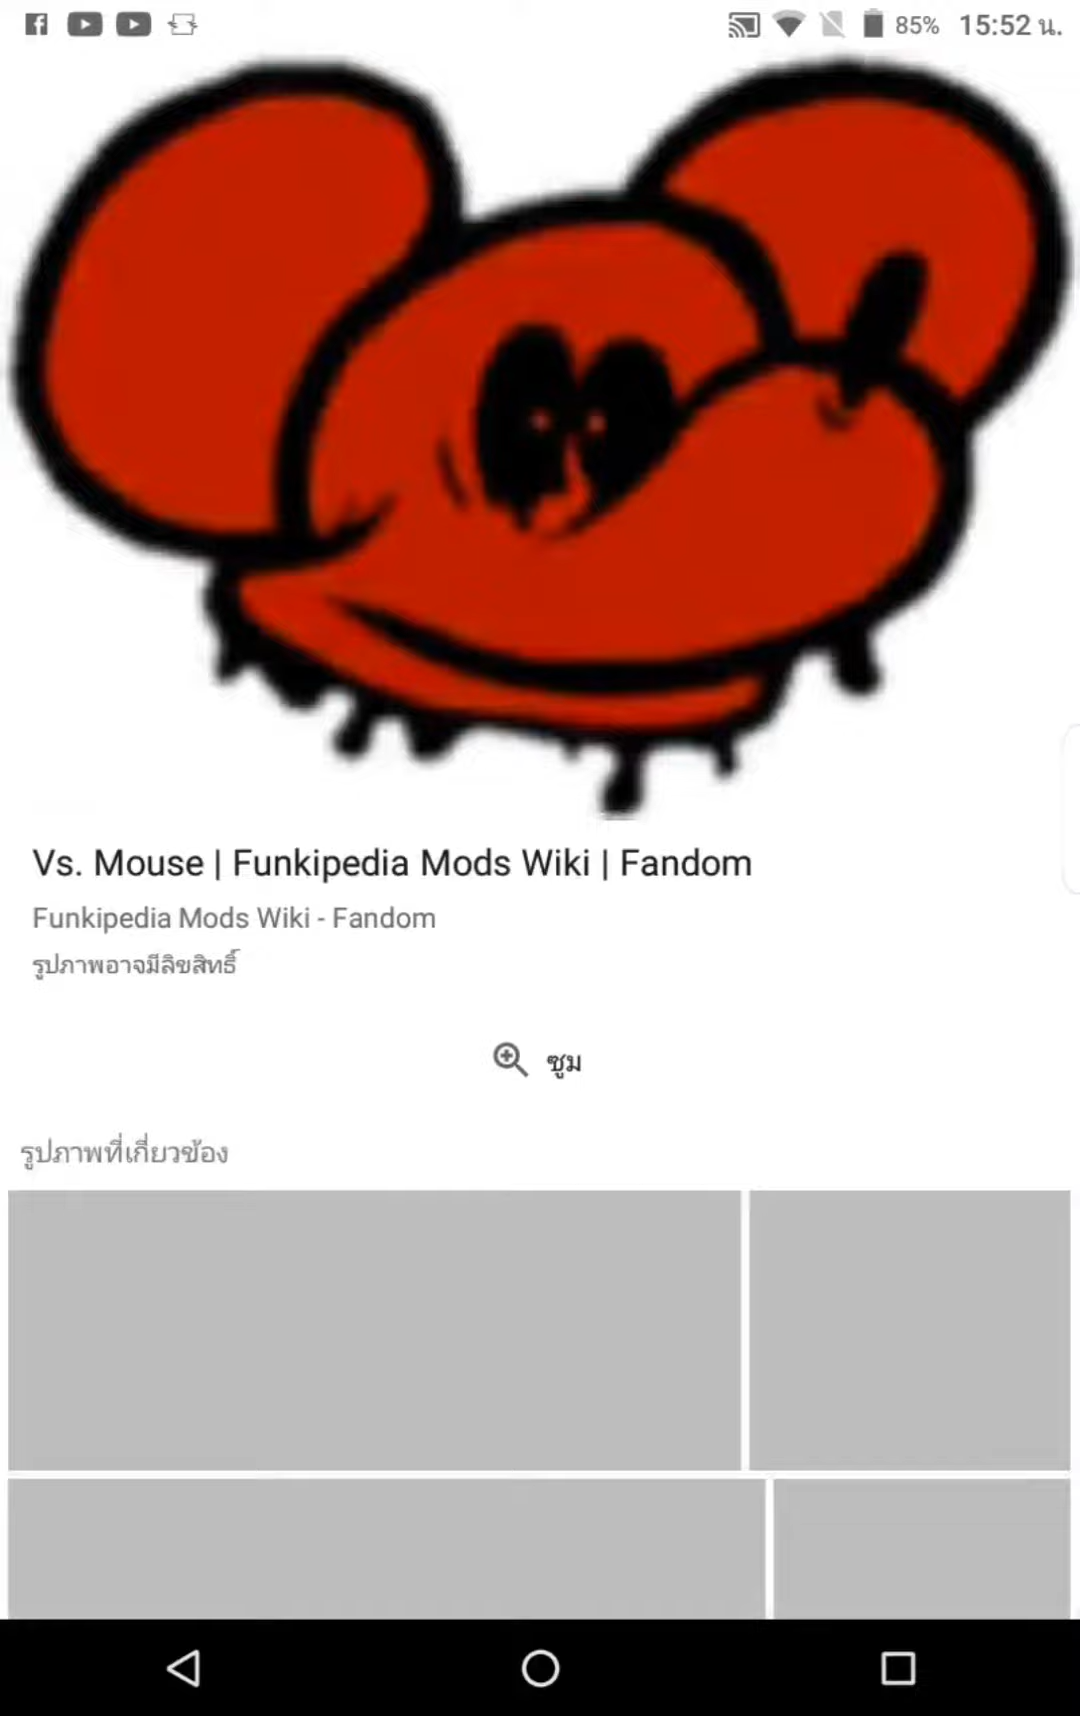 85% 15:52 น.
Vs. Mouse | Funkipedia Mods Wiki | Fandom
Funkipedia Mods Wiki - Fandom
รูปภาพอาจมีลิขสิทธิ์
ซูม
รูปภาพที่เกี่ยวข้อง